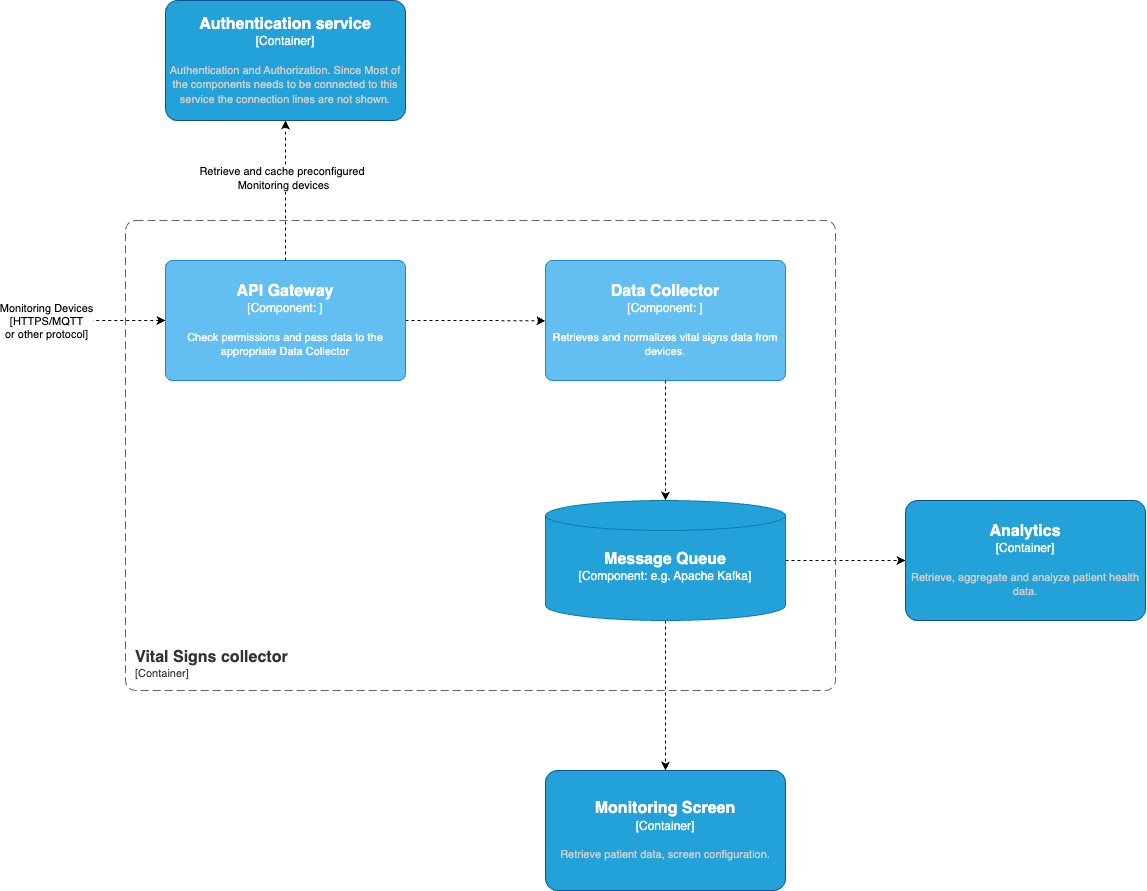 Authentication service
[Container]
Authentication and Authorization. Since Most of
the components needs to be connected to this
service the connection lines are not shown.
Retrieve and cache preconfigured
Monitoring devices
Monitoring Devices
[HTTPS/MQTT
or other protocol]
API Gateway
[Component: ]
Check permissions and pass data to the
appropriate Data Collector
Data Collector
[Component: ]
Retrieves and normalizes vital signs data from
devices.
Message Queue
[Component: e.g. Apache Kafka]
Analytics
[Container]
Retrieve, aggregate and analyze patient health
data.
Vital Signs collector
[Container]
Monitoring Screen
[Container]
Retrieve patient data, screen configuration.